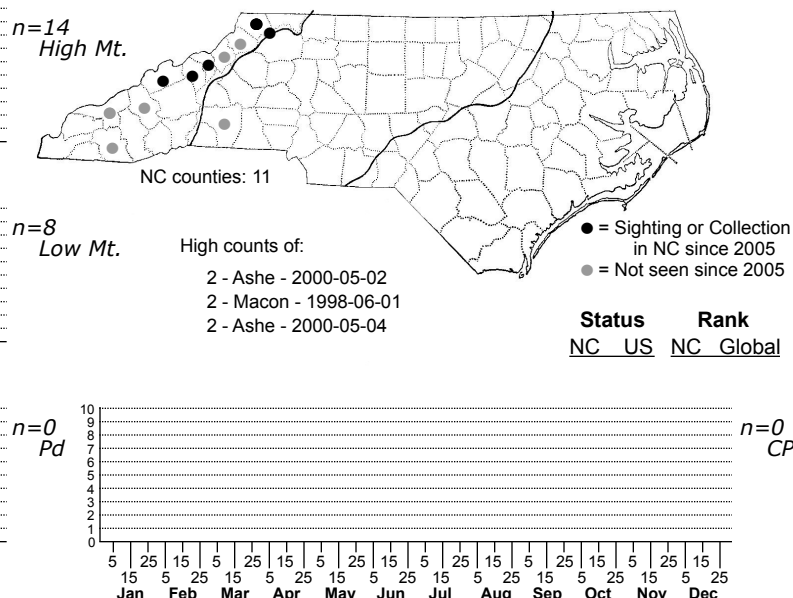 n=14
High Mt.
NC counties: 11
n=8
Low Mt.
High counts of:
2 - Ashe - 2000-05-02
2 - Macon - 1998-06-01
2 - Ashe - 2000-05-04
● = Sighting or Collection
in NC since 2005
● = Not seen since 2005
Status Rank
NC US NC Global
n=0
Pd
10
9
8
7
6
5
4
3
2
1
0
n=0
CP
5 25 15 5 25 15 5 25 15 5 25 15 5 25 15 5 25 15
15 5 25 15 5 25 15 5 25 15 5 25 15 5 25 15 5 25
Jan Feb Mar Apr May Jun Jul Aug Sep Oct Nov Dec